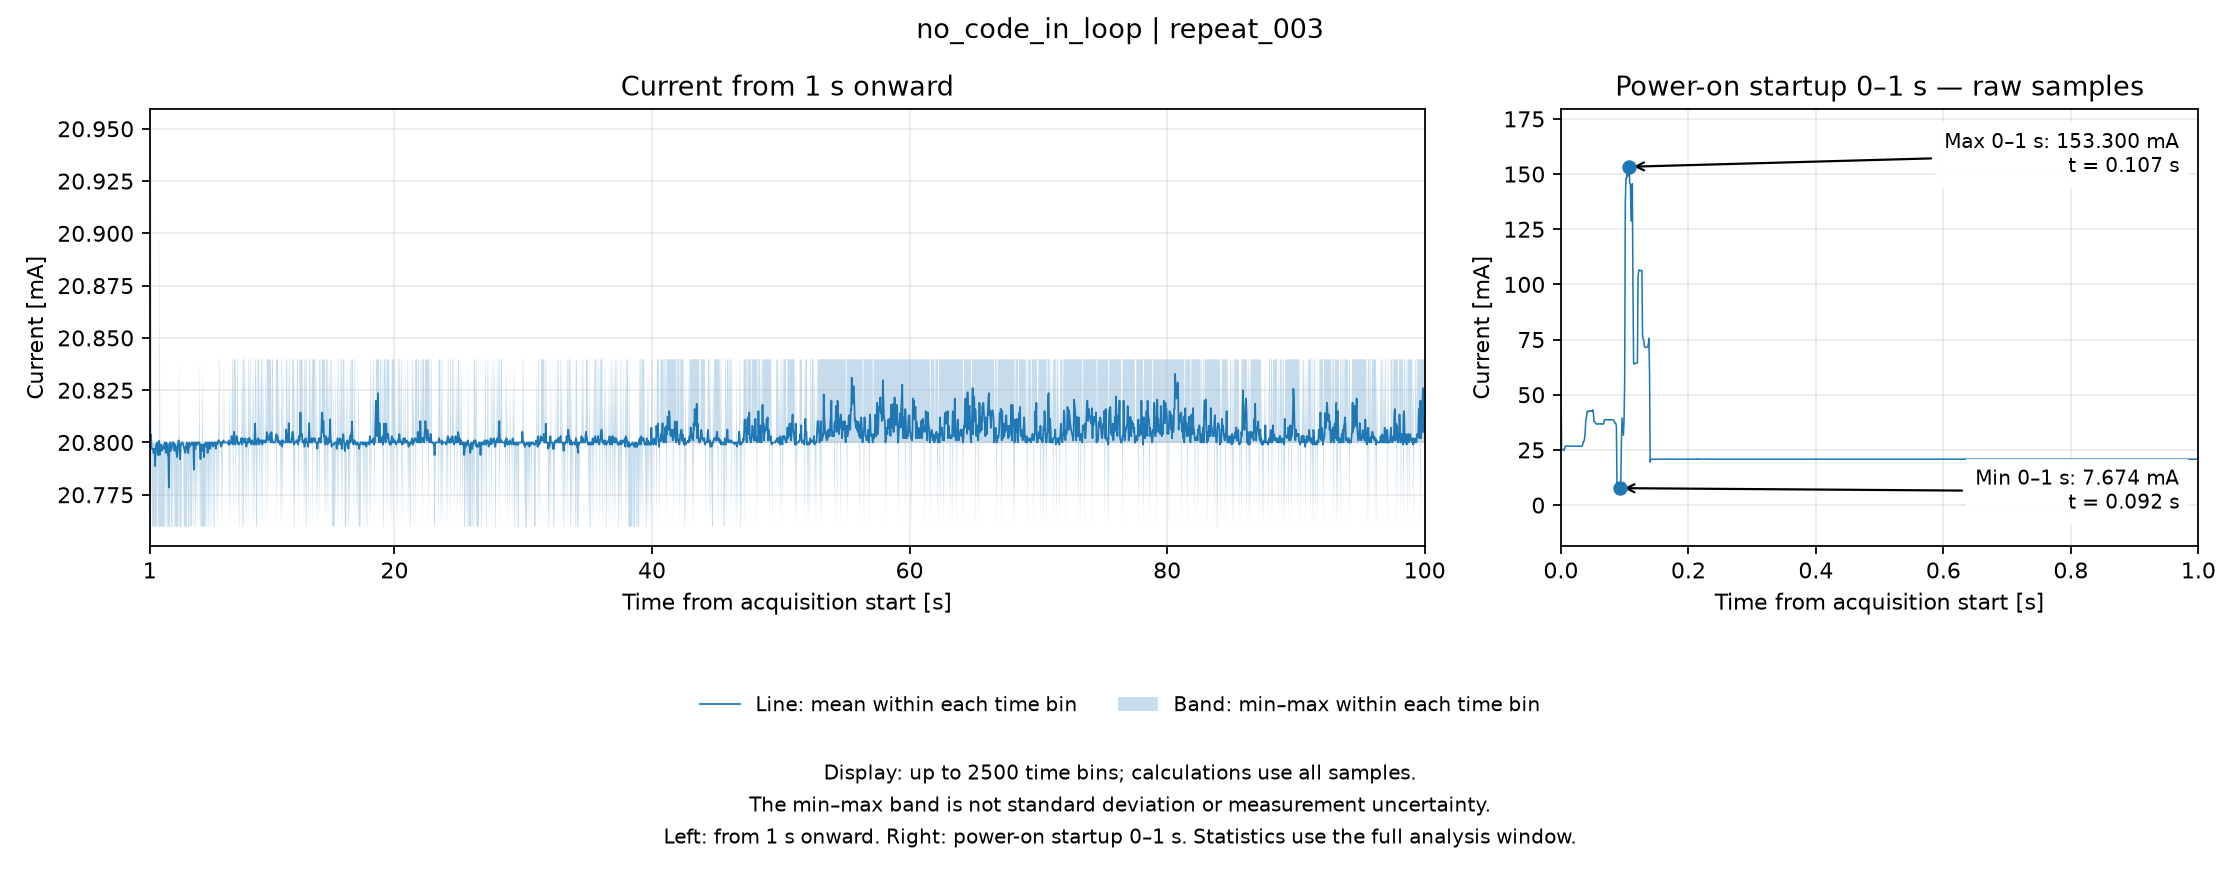 no_code_in_loop | repeat_003
Current from 1 s onward
Power-on startup 0–1 s — raw samples
Current [mA]
20.950
20.925
20.900
20.875
20.850
20.825
20.800
20.775
1
20
40
60
80
100
Time from acquisition start [s]
Current [mA]
175
150
125
100
75
50
25
0
Max 0–1 s: 153.300 mA
t = 0.107 s
Min 0–1 s: 7.674 mA
t = 0.092 s
0.0
0.2
0.4
0.6
0.8
1.0
Time from acquisition start [s]
Line: mean within each time bin
Band: min–max within each time bin
Display: up to 2500 time bins; calculations use all samples.
The min–max band is not standard deviation or measurement uncertainty.
Left: from 1 s onward. Right: power-on startup 0–1 s. Statistics use the full analysis window.